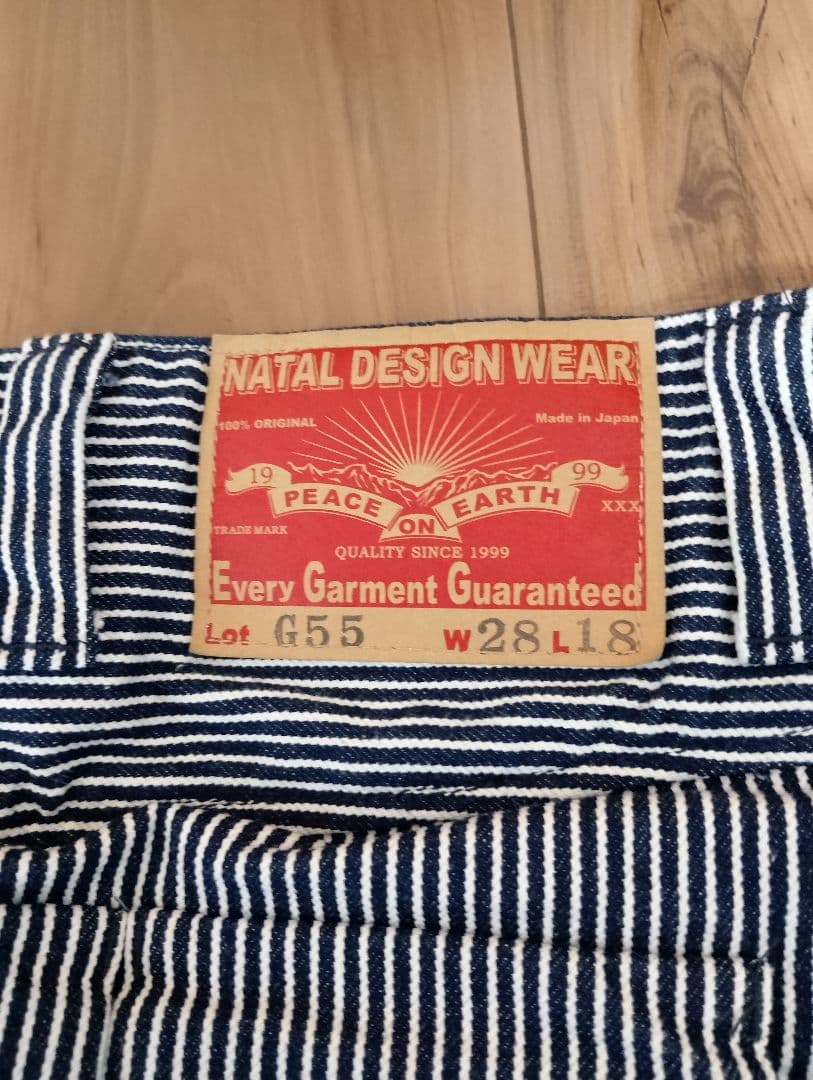 NATAL DESIGN WEAR
100% ORIGINAL
Made in Japan
19 99
PEACE ON EARTH
XXX
TRADE MARK
QUALITY SINCE 1999
Every Garment Guaranteed
Lot G55 W28 L18